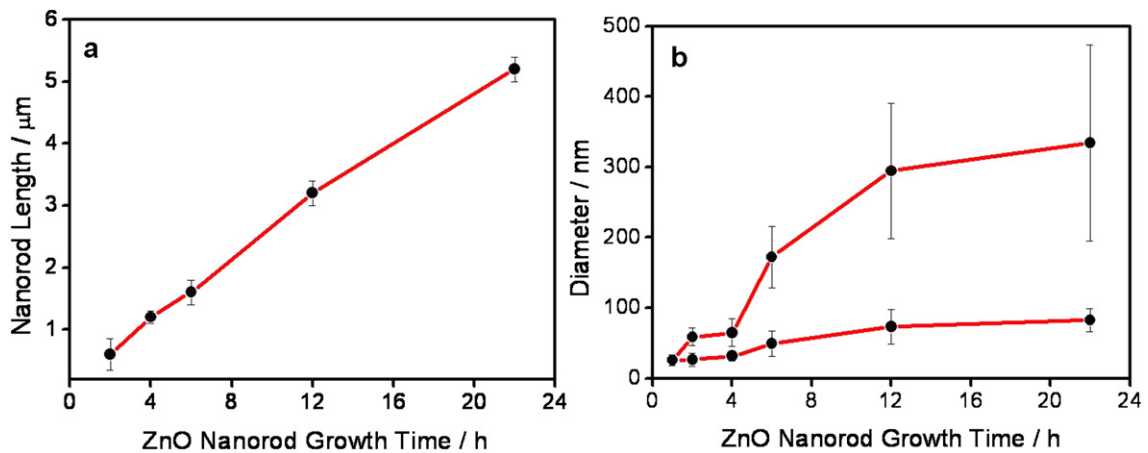 a
Nanorod Length / μm
6
5
4
3
2
1
0 4 8 12 16 20 24
ZnO Nanorod Growth Time / h
b
Diameter / nm
500
400
300
200
100
0
0 4 8 12 16 20 24
ZnO Nanorod Growth Time / h